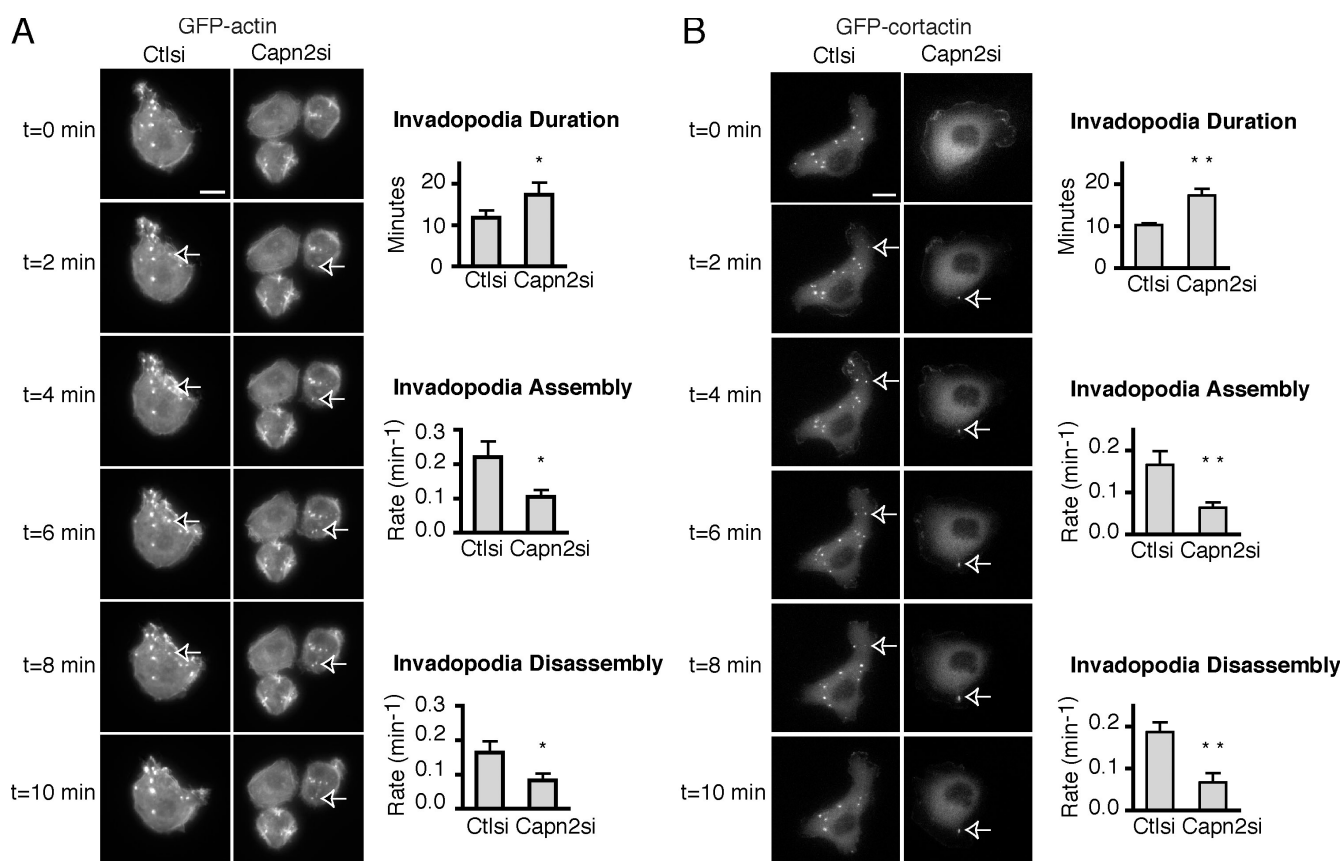 A
GFP-actin
Ctlsi Capn2si
t=0 min
t=2 min
t=4 min
t=6 min
t=8 min
t=10 min
Invadopodia Duration
Minutes
20
10
0
Ctlsi Capn2si
*
Invadopodia Assembly
Rate (min-1)
0.3
0.2
0.1
0.0
Ctlsi Capn2si
*
Invadopodia Disassembly
Rate (min-1)
0.3
0.2
0.1
0.0
Ctlsi Capn2si
*
B
GFP-cortactin
Ctlsi Capn2si
t=0 min
t=2 min
t=4 min
t=6 min
t=8 min
t=10 min
Invadopodia Duration
Minutes
20
10
0
Ctlsi Capn2si
* *
Invadopodia Assembly
Rate (min-1)
0.2
0.1
0.0
Ctlsi Capn2si
* *
Invadopodia Disassembly
Rate (min-1)
0.2
0.1
0.0
Ctlsi Capn2si
* *